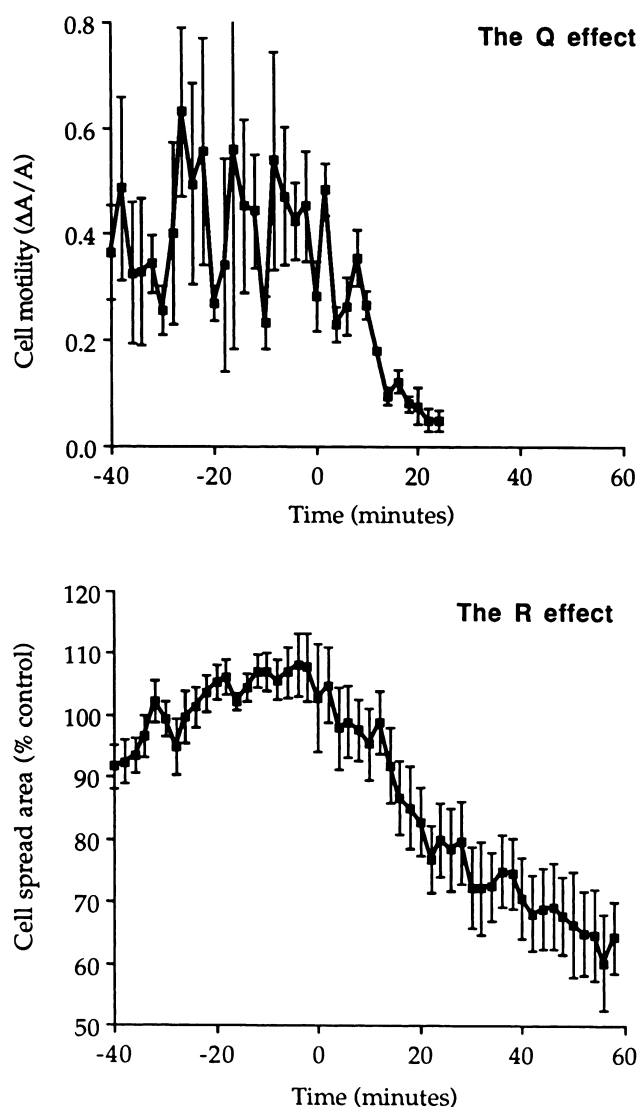 The Q effect
Cell motility (ΔA/A)
0.8
0.6
0.4
0.2
0.0
-40 -20 0 20 40 60
Time (minutes)
The R effect
Cell spread area (% control)
120
110
100
90
80
70
60
50
-40 -20 0 20 40 60
Time (minutes)